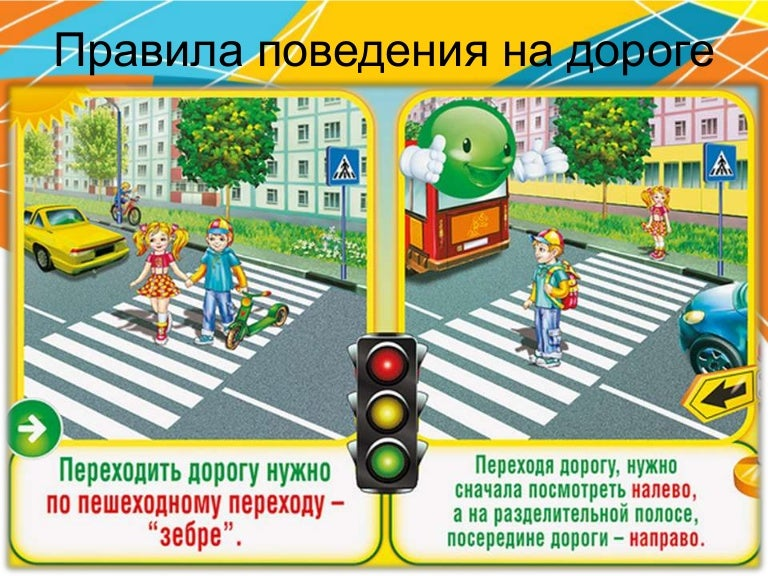 Правила поведения на дороге
Переходить дорогу нужно
по пешеходному переходу –
“зебре”.
Переходя дорогу, нужно
сначала посмотреть налево,
а на разделительной полосе,
посередине дороги – направо.